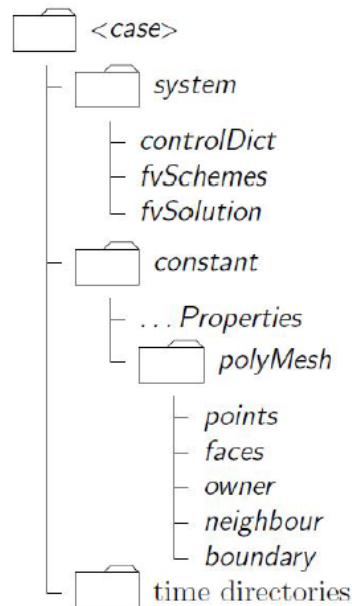 <case>
system
controlDict
fvSchemes
fvSolution
constant
... Properties
polyMesh
points
faces
owner
neighbour
boundary
time directories